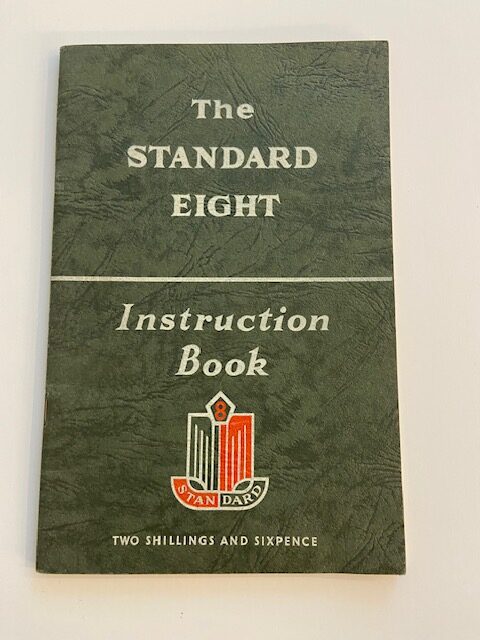 The
STANDARD
EIGHT
Instruction
Book
8
STANDARD
TWO SHILLINGS AND SIXPENCE